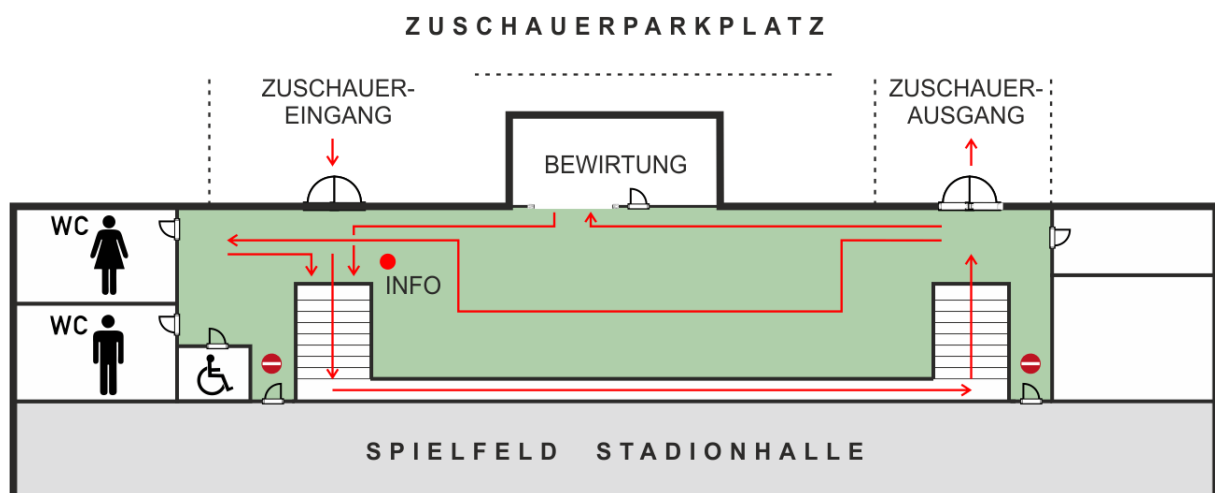 ZUSCHAUERPARKPLATZ
ZUSCHAUER-
EINGANG
ZUSCHAUER-
AUSGANG
BEWIRTUNG
WC
INFO
WC
SPIELFELD STADIONHALLE